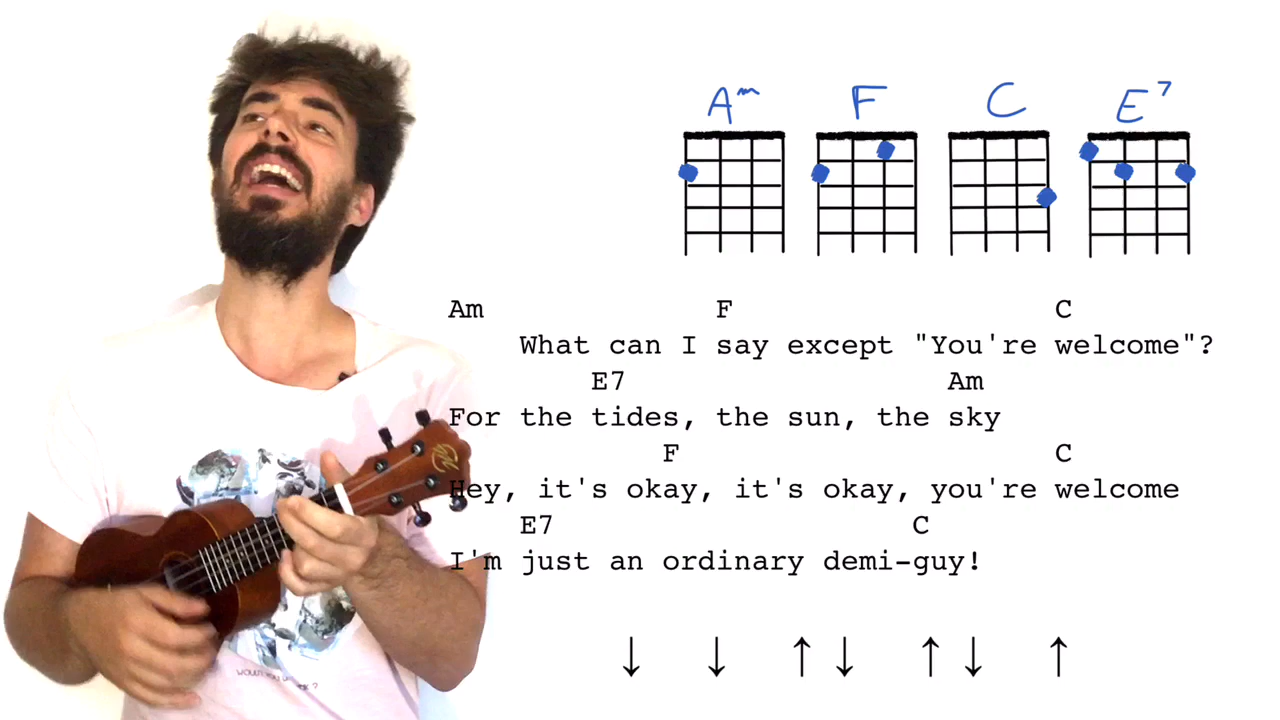 Am F C E7
Am F C
What can I say except "You're welcome"?
E7 Am
For the tides, the sun, the sky
F C
Hey, it's okay, it's okay, you're welcome
E7 C
I'm just an ordinary demi-guy!
↓ ↓ ↑ ↓ ↑ ↓ ↑